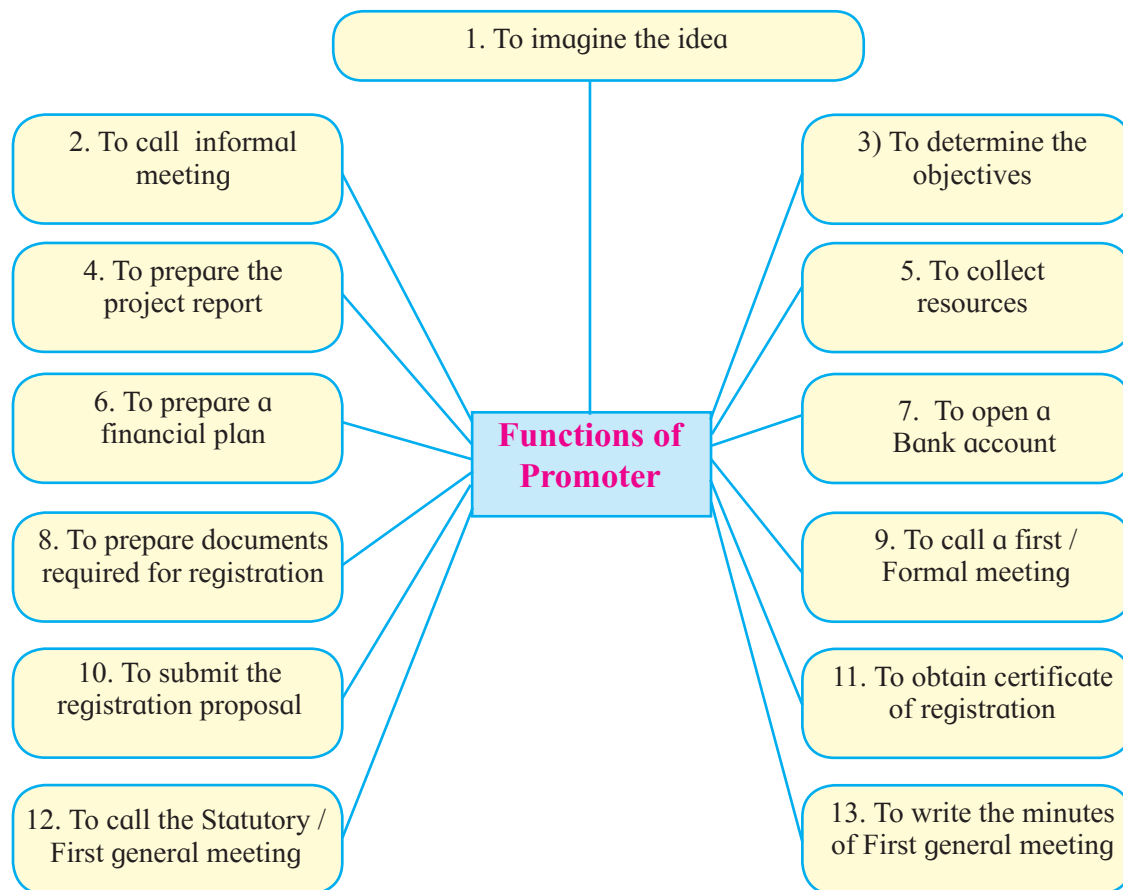 1. To imagine the idea
2. To call informal
meeting
3) To determine the
objectives
4. To prepare the
project report
5. To collect
resources
6. To prepare a
financial plan
7. To open a
Bank account
Functions of
Promoter
8. To prepare documents
required for registration
9. To call a first /
Formal meeting
10. To submit the
registration proposal
11. To obtain certificate
of registration
12. To call the Statutory /
First general meeting
13. To write the minutes
of First general meeting